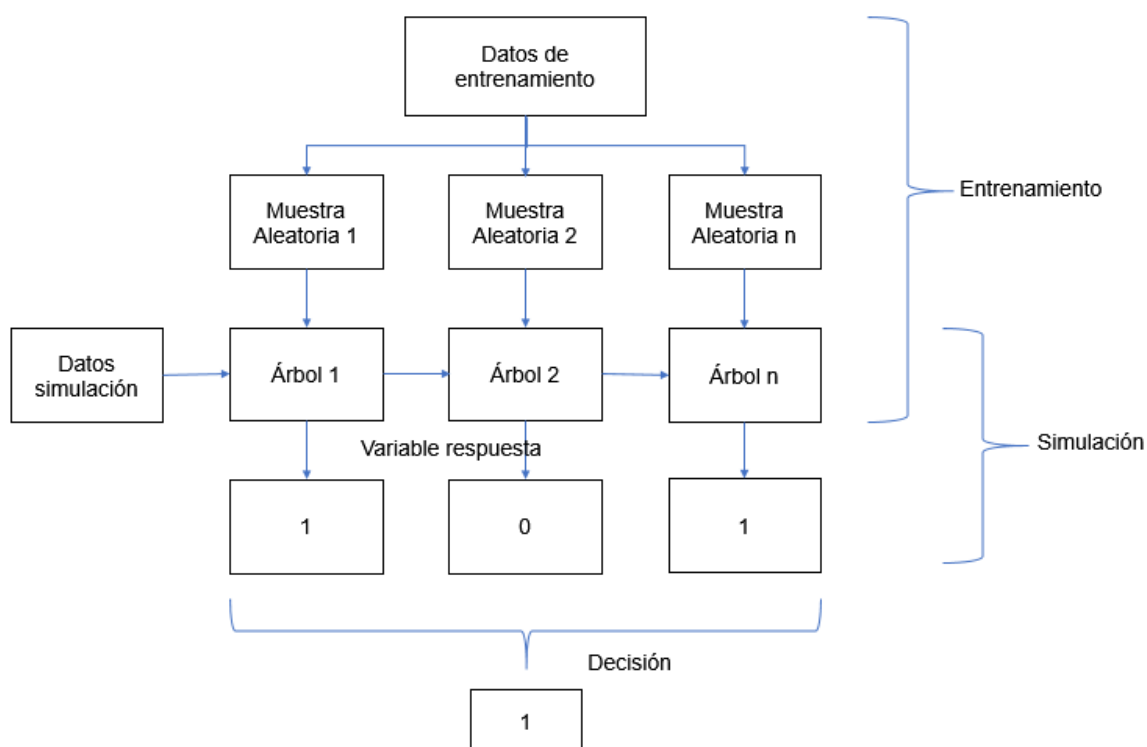 Datos de
entrenamiento
Muestra
Aleatoria 1
Muestra
Aleatoria 2
Muestra
Aleatoria n
Entrenamiento
Datos
simulación
Árbol 1
Árbol 2
Árbol n
Variable respuesta
Simulación
1
0
1
Decisión
1